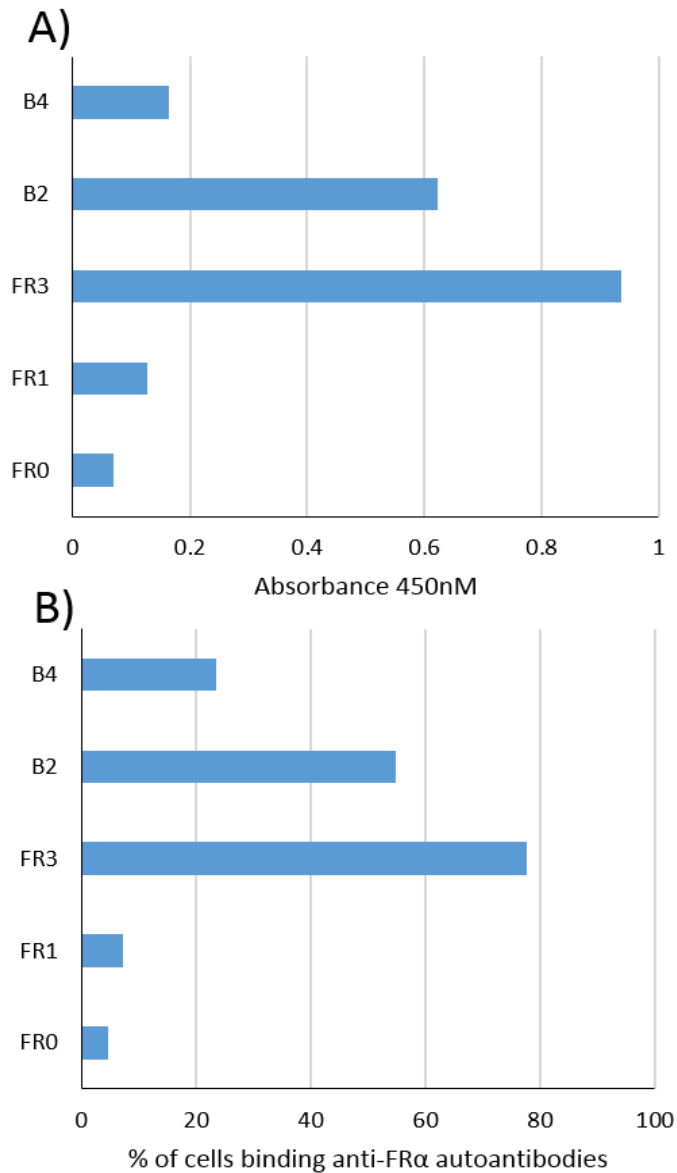 A)
B4
B2
FR3
FR1
FR0
0 0.2 0.4 0.6 0.8 1
Absorbance 450nM
B)
B4
B2
FR3
FR1
FR0
0 20 40 60 80 100
% of cells binding anti-FRα autoantibodies